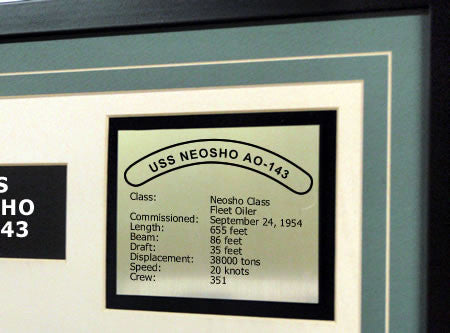 S
SHO
43
USS NEOSHO AO-143
Class: Neosho Class
Fleet Oiler
Commissioned: September 24, 1954
Length: 655 feet
Beam: 86 feet
Draft: 35 feet
Displacement: 38000 tons
Speed: 20 knots
Crew: 351